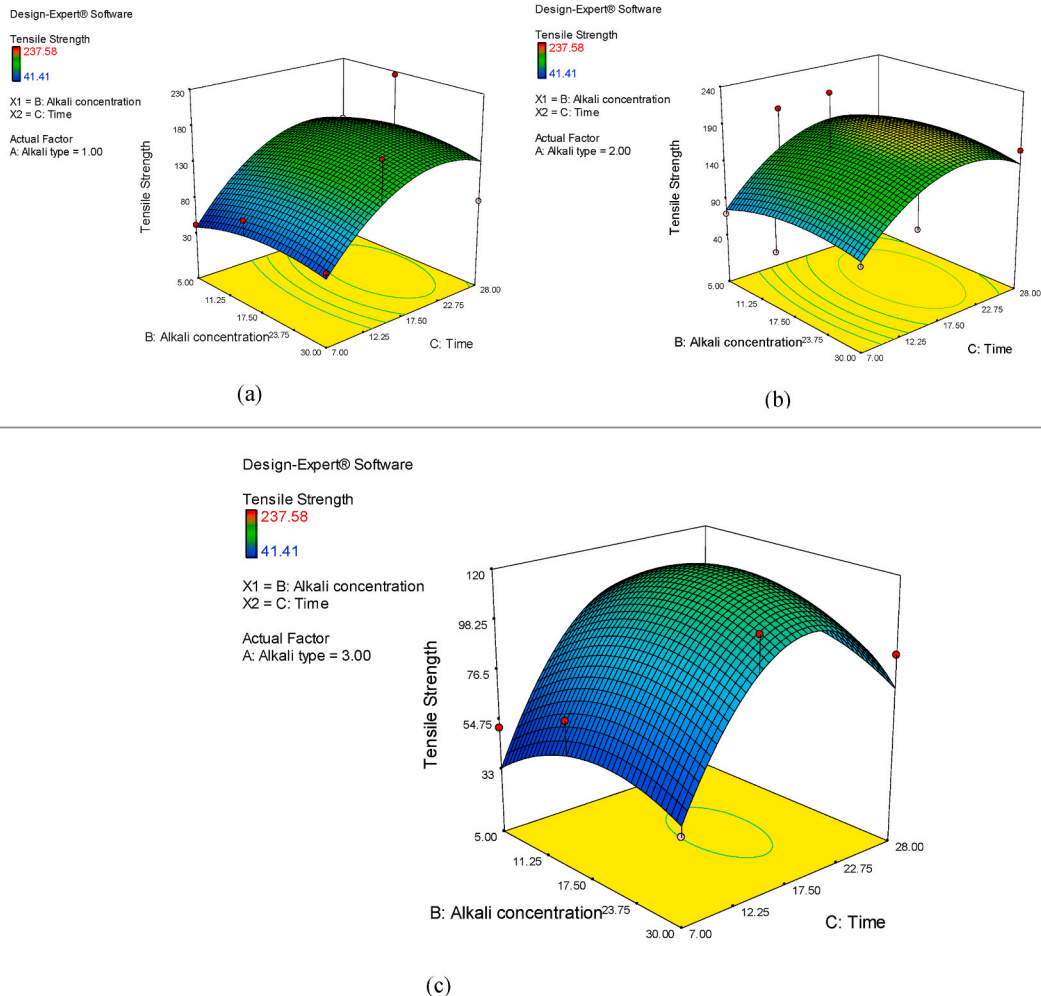 Design-Expert® Software
Tensile Strength
237.58
41.41
X1 = B: Alkali concentration
X2 = C: Time
Actual Factor
A: Alkali type = 1.00
230
180
130
80
30
Tensile Strength
5.00
11.25
17.50
23.75
30.00
B: Alkali concentration
7.00
12.25
17.50
22.75
28.00
C: Time
(a)
Design-Expert® Software
Tensile Strength
237.58
41.41
X1 = B: Alkali concentration
X2 = C: Time
Actual Factor
A: Alkali type = 2.00
240
190
140
90
40
Tensile Strength
5.00
11.25
17.50
23.75
30.00
B: Alkali concentration
7.00
12.25
17.50
22.75
28.00
C: Time
(b)
Design-Expert® Software
Tensile Strength
237.58
41.41
X1 = B: Alkali concentration
X2 = C: Time
Actual Factor
A: Alkali type = 3.00
120
98.25
76.5
54.75
33
Tensile Strength
5.00
11.25
17.50
23.75
30.00
B: Alkali concentration
7.00
12.25
17.50
22.75
28.00
C: Time
(c)